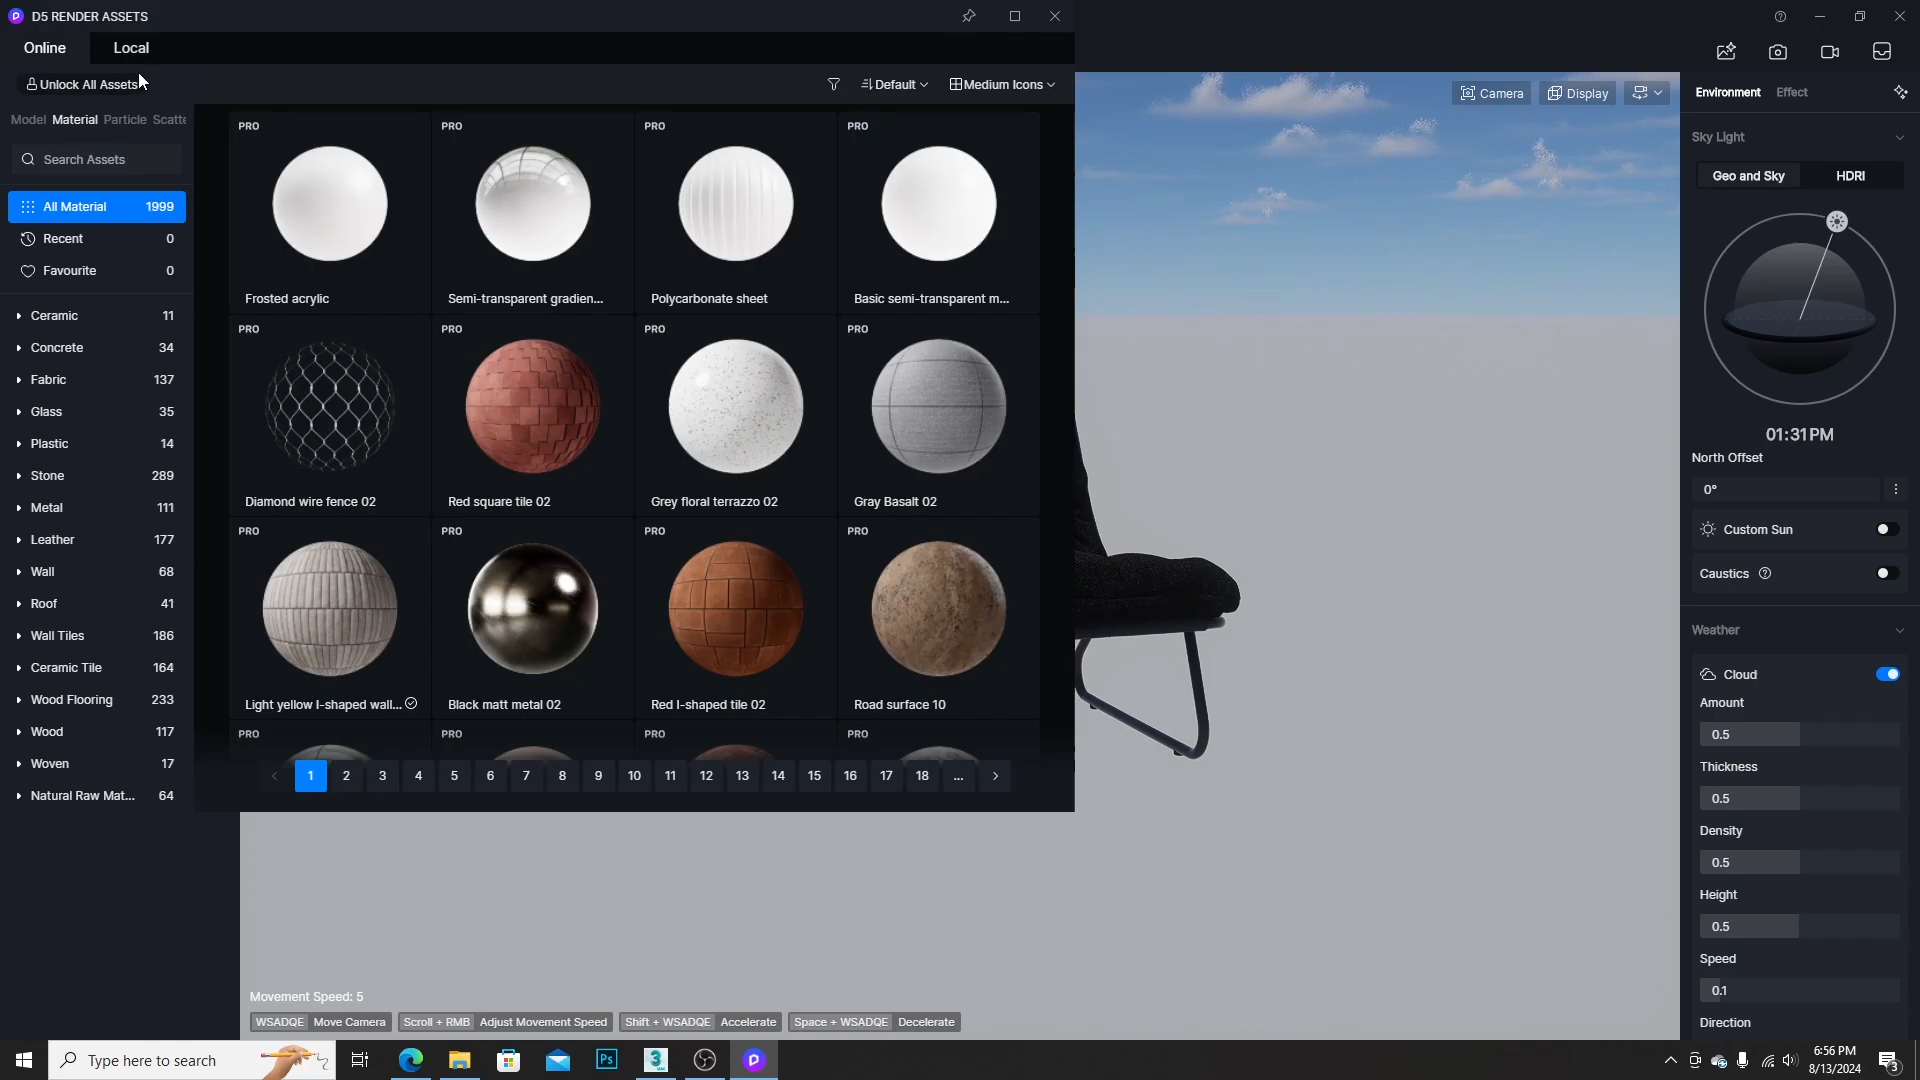 D5 RENDER ASSETS
Online
Local
Unlock All Assets
Default
Medium Icons
Model Material Particle Scatte
Search Assets
All Material 1999
Recent 0
Favourite 0
Ceramic 11
Concrete 34
Fabric 137
Glass 35
Plastic 14
Stone 289
Metal 111
Leather 177
Wall 68
Roof 41
Wall Tiles 186
Ceramic Tile 164
Wood Flooring 233
Wood 117
Woven 17
Natural Raw Mat... 64
PRO PRO PRO PRO
Frosted acrylic
Semi-transparent gradien...
Polycarbonate sheet
Basic semi-transparent m...
PRO PRO PRO PRO
Diamond wire fence 02
Red square tile 02
Grey floral terrazzo 02
Gray Basalt 02
PRO PRO PRO PRO
Light yellow I-shaped wall...
Black matt metal 02
Red I-shaped tile 02
Road surface 10
PRO PRO PRO PRO
1 2 3 4 5 6 7 8 9 10 11 12 13 14 15 16 17 18 ...
Camera
Display
Environment Effect
Sky Light
Geo and Sky
HDRI
01:31PM
North Offset
0°
Custom Sun
Caustics
Weather
Cloud
Amount
0.5
Thickness
0.5
Density
0.5
Height
0.5
Speed
0.1
Direction
Movement Speed: 5
WSADQE Move Camera
Scroll + RMB Adjust Movement Speed
Shift + WSADQE Accelerate
Space + WSADQE Decelerate
Type here to search
Ps
3
6:56 PM
8/13/2024
3